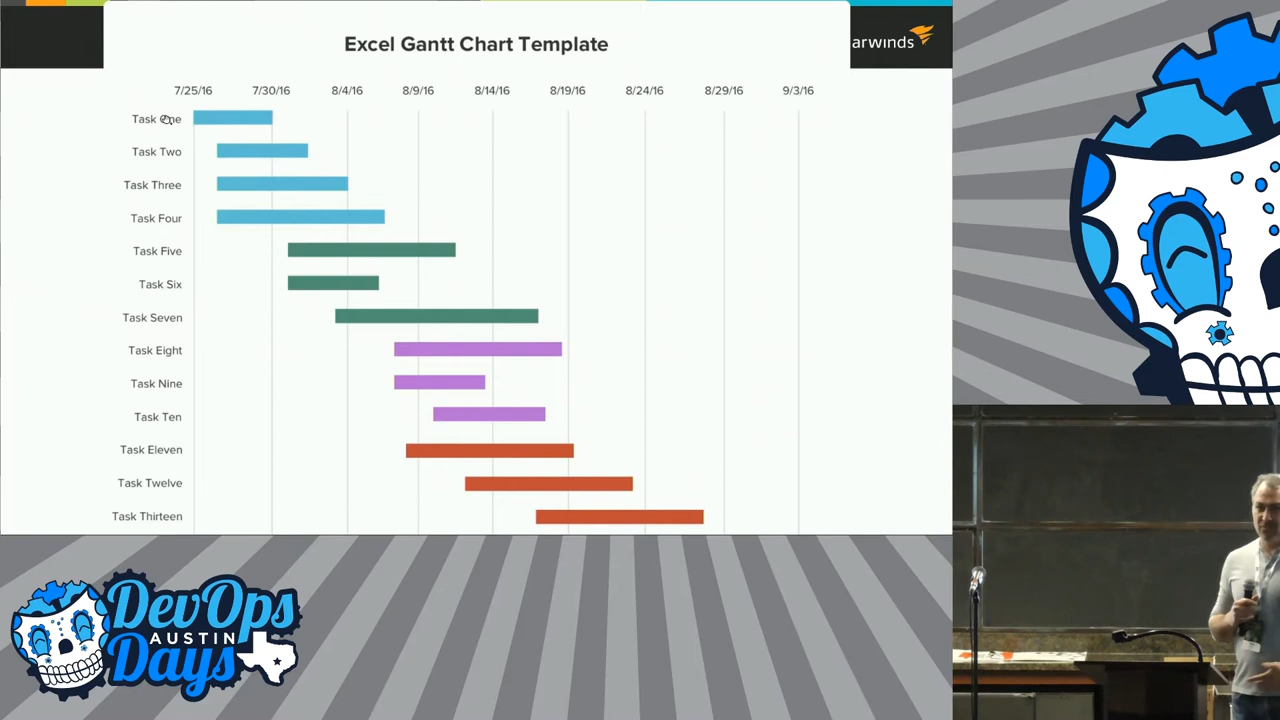 Excel Gantt Chart Template
arwinds
7/25/16 7/30/16 8/4/16 8/9/16 8/14/16 8/19/16 8/24/16 8/29/16 9/3/16
Task One
Task Two
Task Three
Task Four
Task Five
Task Six
Task Seven
Task Eight
Task Nine
Task Ten
Task Eleven
Task Twelve
Task Thirteen
DevOps
AUSTIN
Days